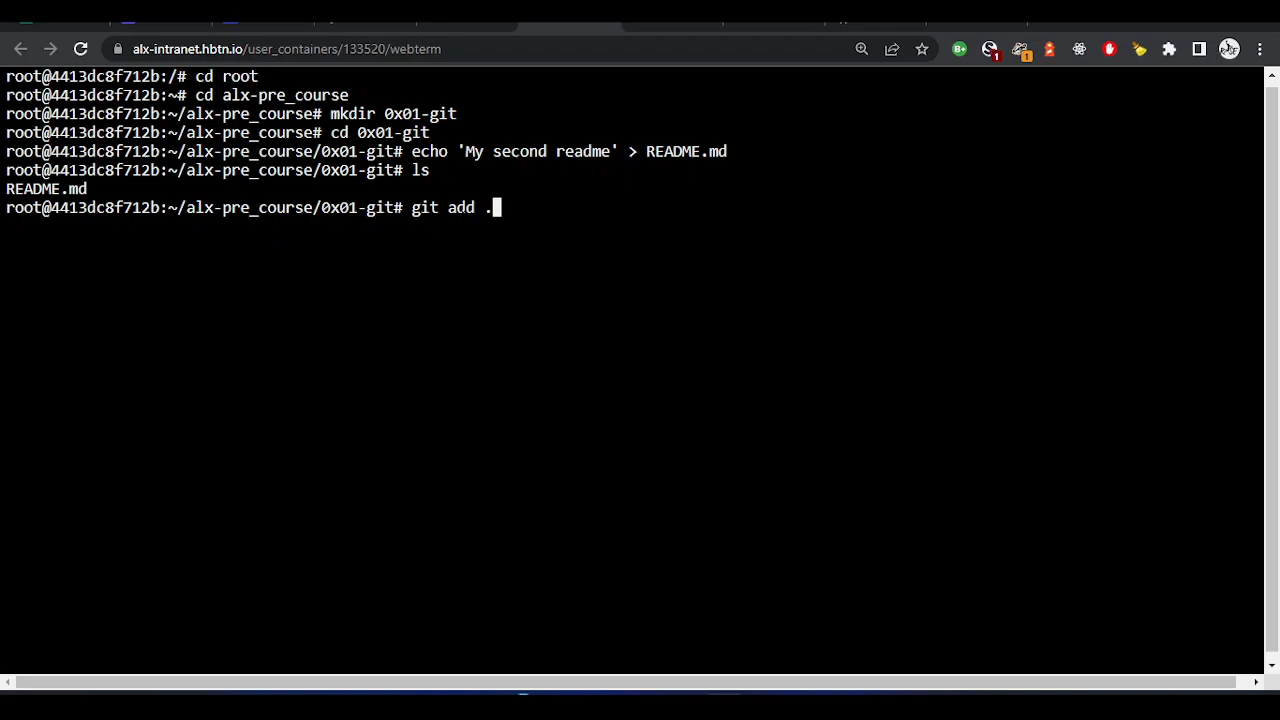 alx-intranet.hbtn.io/user_containers/133520/webterm
1
1
root@4413dc8f712b:/# cd root
root@4413dc8f712b:~# cd alx-pre_course
root@4413dc8f712b:~/alx-pre_course# mkdir 0x01-git
root@4413dc8f712b:~/alx-pre_course# cd 0x01-git
root@4413dc8f712b:~/alx-pre_course/0x01-git# echo 'My second readme' > README.md
root@4413dc8f712b:~/alx-pre_course/0x01-git# ls
README.md
root@4413dc8f712b:~/alx-pre_course/0x01-git# git add .